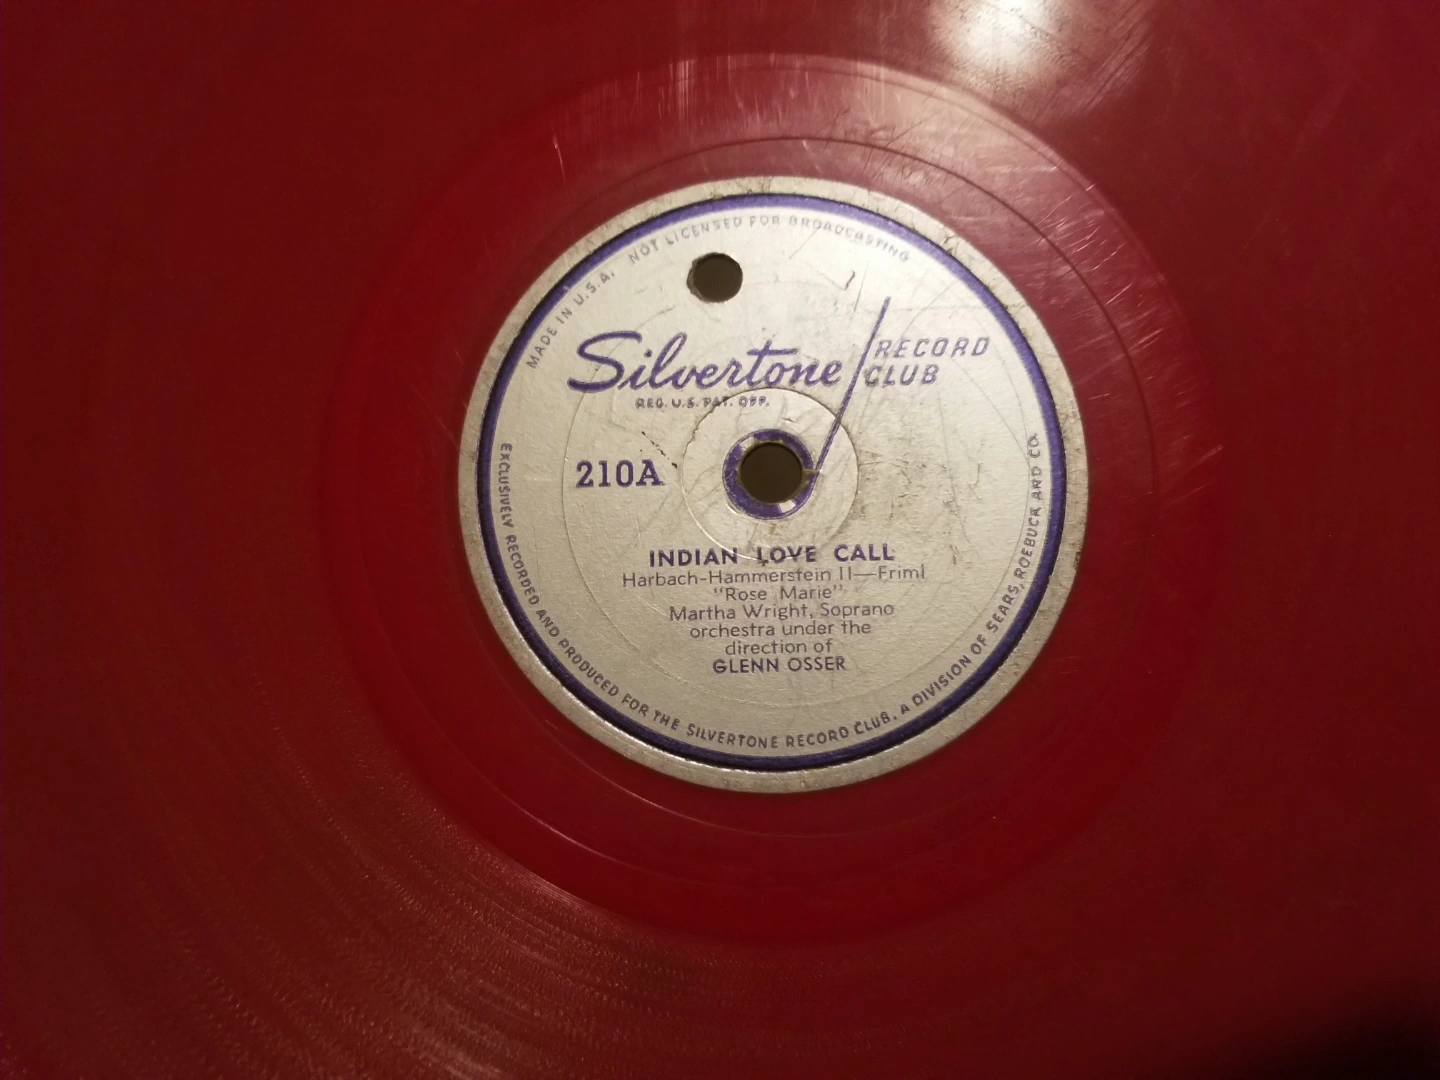 MADE IN U.S.A. NOT LICENSED FOR BROADCASTING
Silvertone RECORD
CLUB
REG. U.S. PAT. OFF.
210A
INDIAN LOVE CALL
Harbach-Hammerstein II—Friml
"Rose Marie"
Martha Wright, Soprano
orchestra under the
direction of
GLENN OSSER
EXCLUSIVELY RECORDED AND PRODUCED FOR THE SILVERTONE RECORD CLUB, A DIVISION OF SEARS, ROEBUCK AND CO.